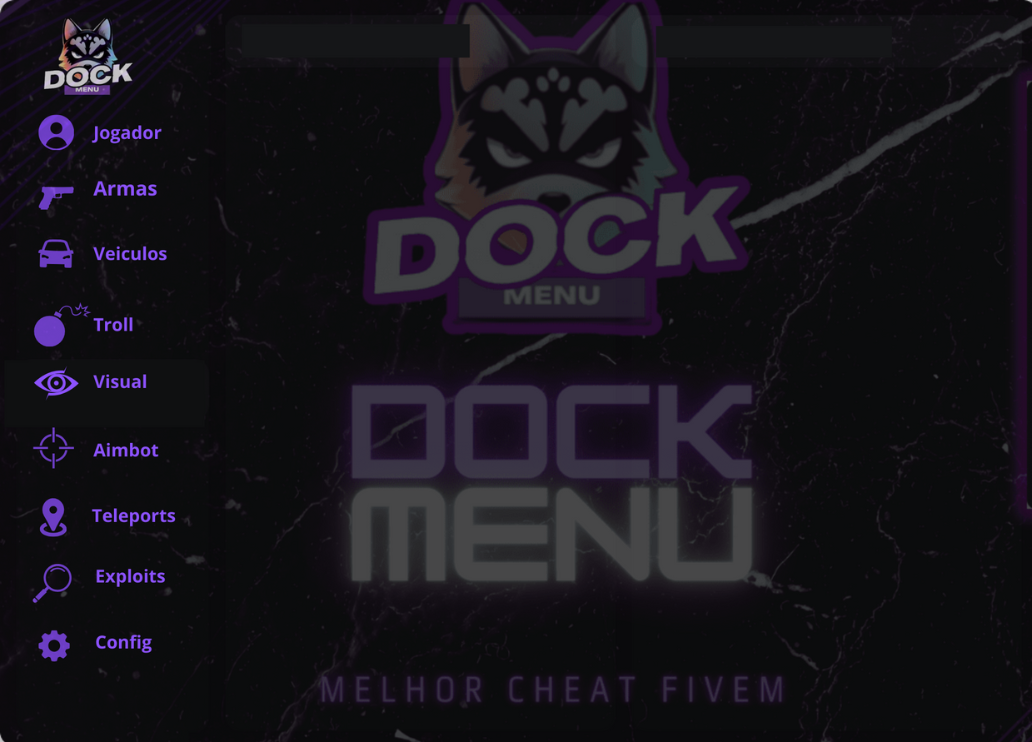 DOCK
MENU
Jogador
Armas
Veiculos
Troll
Visual
Aimbot
Teleports
Exploits
Config
DOCK
MENU
DOCK
MENU
MELHOR CHEAT FIVEM